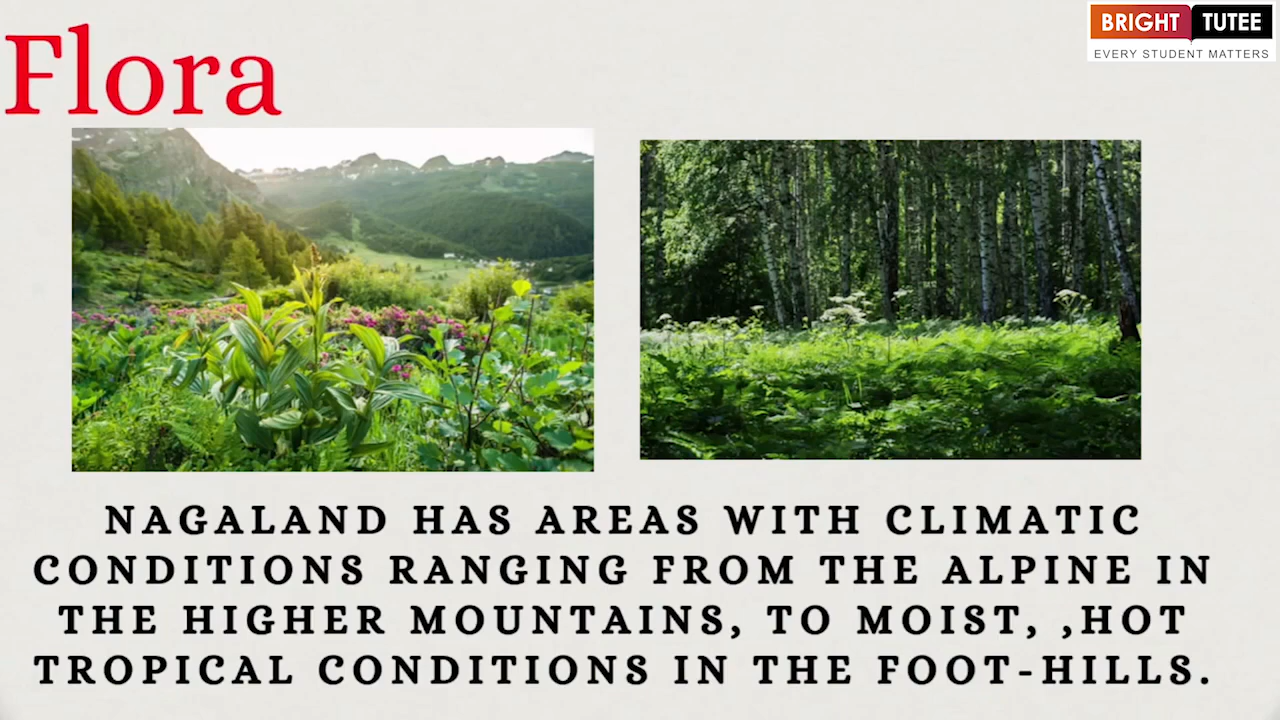 BRIGHT TUTEE
EVERY STUDENT MATTERS
Flora
NAGALAND HAS AREAS WITH CLIMATIC
CONDITIONS RANGING FROM THE ALPINE IN
THE HIGHER MOUNTAINS, TO MOIST, ,HOT
TROPICAL CONDITIONS IN THE FOOT-HILLS.